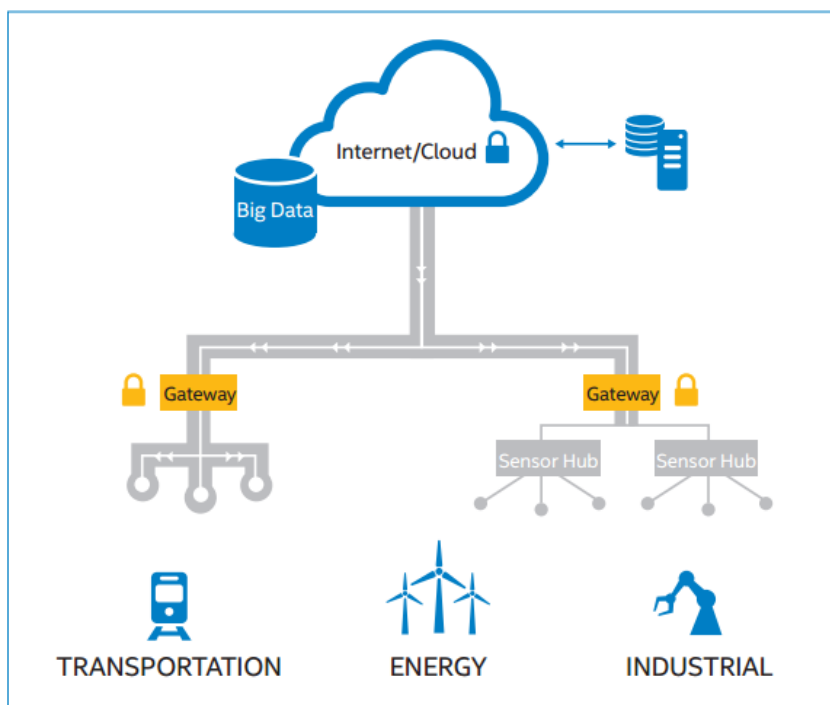 Internet/Cloud
Big Data
Gateway
Gateway
Sensor Hub
Sensor Hub
TRANSPORTATION
ENERGY
INDUSTRIAL